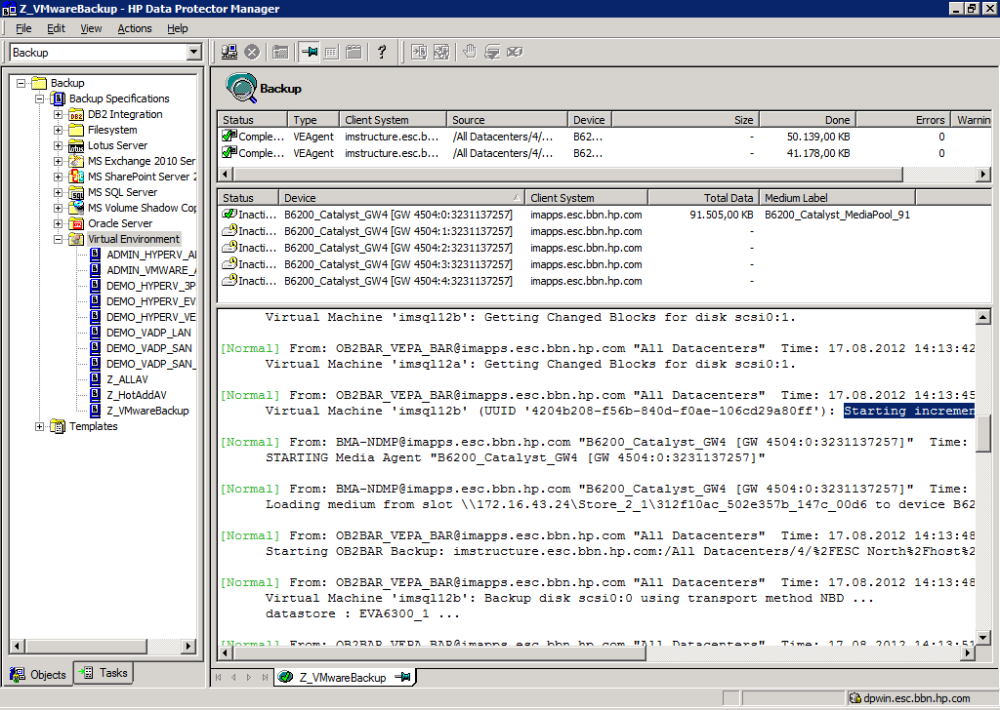 Z_VMwareBackup - HP Data Protector Manager
File Edit View Actions Help
Backup
Backup
Backup Specifications
DB2 Integration
Filesystem
Lotus Server
MS Exchange 2010 Ser
MS SharePoint Server 2
MS SQL Server
MS Volume Shadow Cop
Oracle Server
Virtual Environment
ADMIN_HYPERV_A
ADMIN_VMWARE_
DEMO_HYPERV_3P
DEMO_HYPERV_EV
DEMO_HYPERV_VE
DEMO_VADP_LAN
DEMO_VADP_SAN
DEMO_VADP_SAN_
Z_ALLAV
Z_HotAddAV
Z_VMwareBackup
Templates
Objects Tasks
Backup
Status Type Client System Source Device Size Done Errors Warnin
Comple... VEAgent imstructure.esc.b... /All Datacenters/4/... B62... - 50.139,00 KB 0
Comple... VEAgent imstructure.esc.b... /All Datacenters/4/... B62... - 41.178,00 KB 0
Status Device Client System Total Data Medium Label
Inacti... B6200_Catalyst_GW4 [GW 4504:0:3231137257] imapps.esc.bbn.hp.com 91.505,00 KB B6200_Catalyst_MediaPool_91
Inacti... B6200_Catalyst_GW4 [GW 4504:1:3231137257] imapps.esc.bbn.hp.com -
Inacti... B6200_Catalyst_GW4 [GW 4504:2:3231137257] imapps.esc.bbn.hp.com -
Inacti... B6200_Catalyst_GW4 [GW 4504:3:3231137257] imapps.esc.bbn.hp.com -
Inacti... B6200_Catalyst_GW4 [GW 4504:4:3231137257] imapps.esc.bbn.hp.com -
Virtual Machine 'imsql12b': Getting Changed Blocks for disk scsi0:1.
[Normal] From: OB2BAR_VEPA_BAR@imapps.esc.bbn.hp.com "All Datacenters" Time: 17.08.2012 14:13:42
Virtual Machine 'imsql12a': Getting Changed Blocks for disk scsi0:1.
[Normal] From: OB2BAR_VEPA_BAR@imapps.esc.bbn.hp.com "All Datacenters" Time: 17.08.2012 14:13:45
Virtual Machine 'imsql12b' (UUID '4204b208-f56b-840d-f0ae-106cd29a80ff'): Starting incremen
[Normal] From: BMA-NDMP@imapps.esc.bbn.hp.com "B6200_Catalyst_GW4 [GW 4504:0:3231137257]" Time:
STARTING Media Agent "B6200_Catalyst_GW4 [GW 4504:0:3231137257]"
[Normal] From: BMA-NDMP@imapps.esc.bbn.hp.com "B6200_Catalyst_GW4 [GW 4504:0:3231137257]" Time:
Loading medium from slot \\172.16.43.24\Store_2_1\312f10ac_502e357b_147c_00d6 to device B62
[Normal] From: OB2BAR_VEPA_BAR@imapps.esc.bbn.hp.com "All Datacenters" Time: 17.08.2012 14:13:48
Starting OB2BAR Backup: imstructure.esc.bbn.hp.com:/All Datacenters/4/%2FESC North%2Fhost%2
[Normal] From: OB2BAR_VEPA_BAR@imapps.esc.bbn.hp.com "All Datacenters" Time: 17.08.2012 14:13:48
Virtual Machine 'imsql12b': Backup disk scsi0:0 using transport method NBD ...
datastore : EVA6300_1 ...
[Normal] From: OB2BAR_VEPA_BAR@imapps.esc.bbn.hp.com "All Datacenters" Time: 17.08.2012 14:13:51
Z_VMwareBackup
dpwin.esc.bbn.hp.com